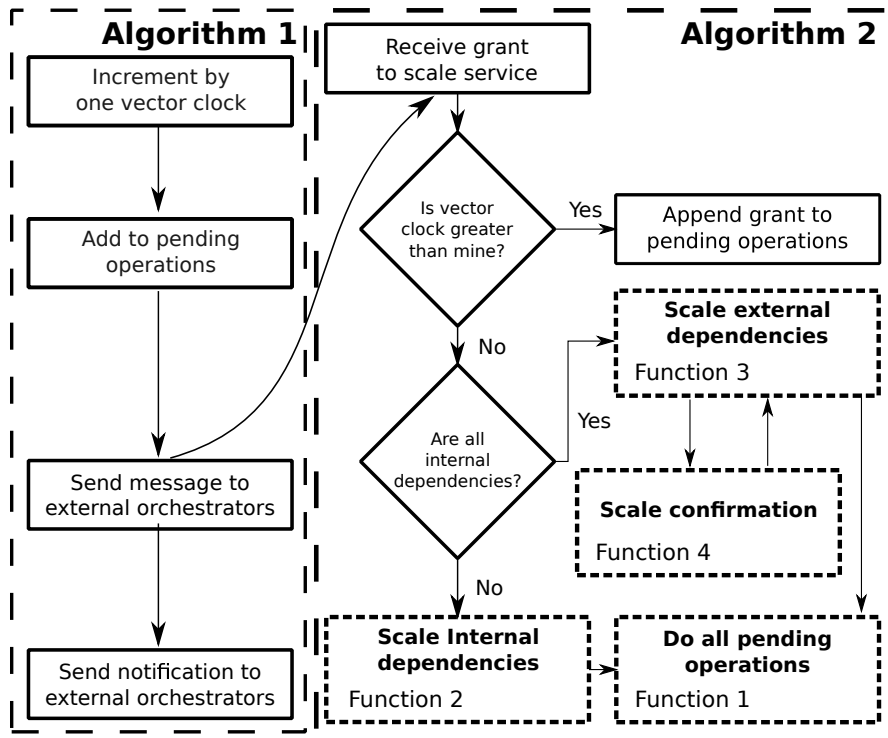 Algorithm 1
Increment by
one vector clock
Add to pending
operations
Send message to
external orchestrators
Send notification to
external orchestrators
Algorithm 2
Receive grant
to scale service
Is vector
clock greater
than mine?
Yes
Append grant to
pending operations
No
Are all
internal
dependencies?
Yes
Scale external
dependencies
Function 3
Scale confirmation
Function 4
No
Scale Internal
dependencies
Function 2
Do all pending
operations
Function 1